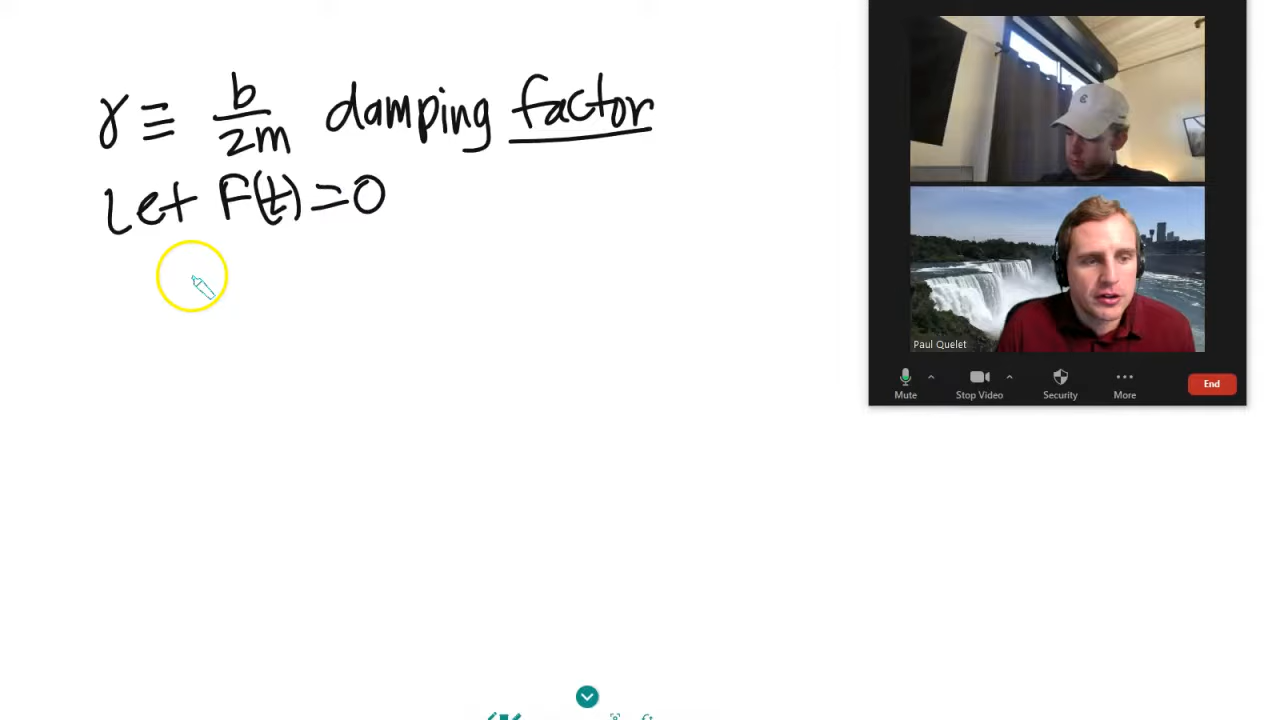 γ ≡ b/2m damping factor
Let F(t) = 0
Paul Quelet
Mute
Stop Video
Security
More
End